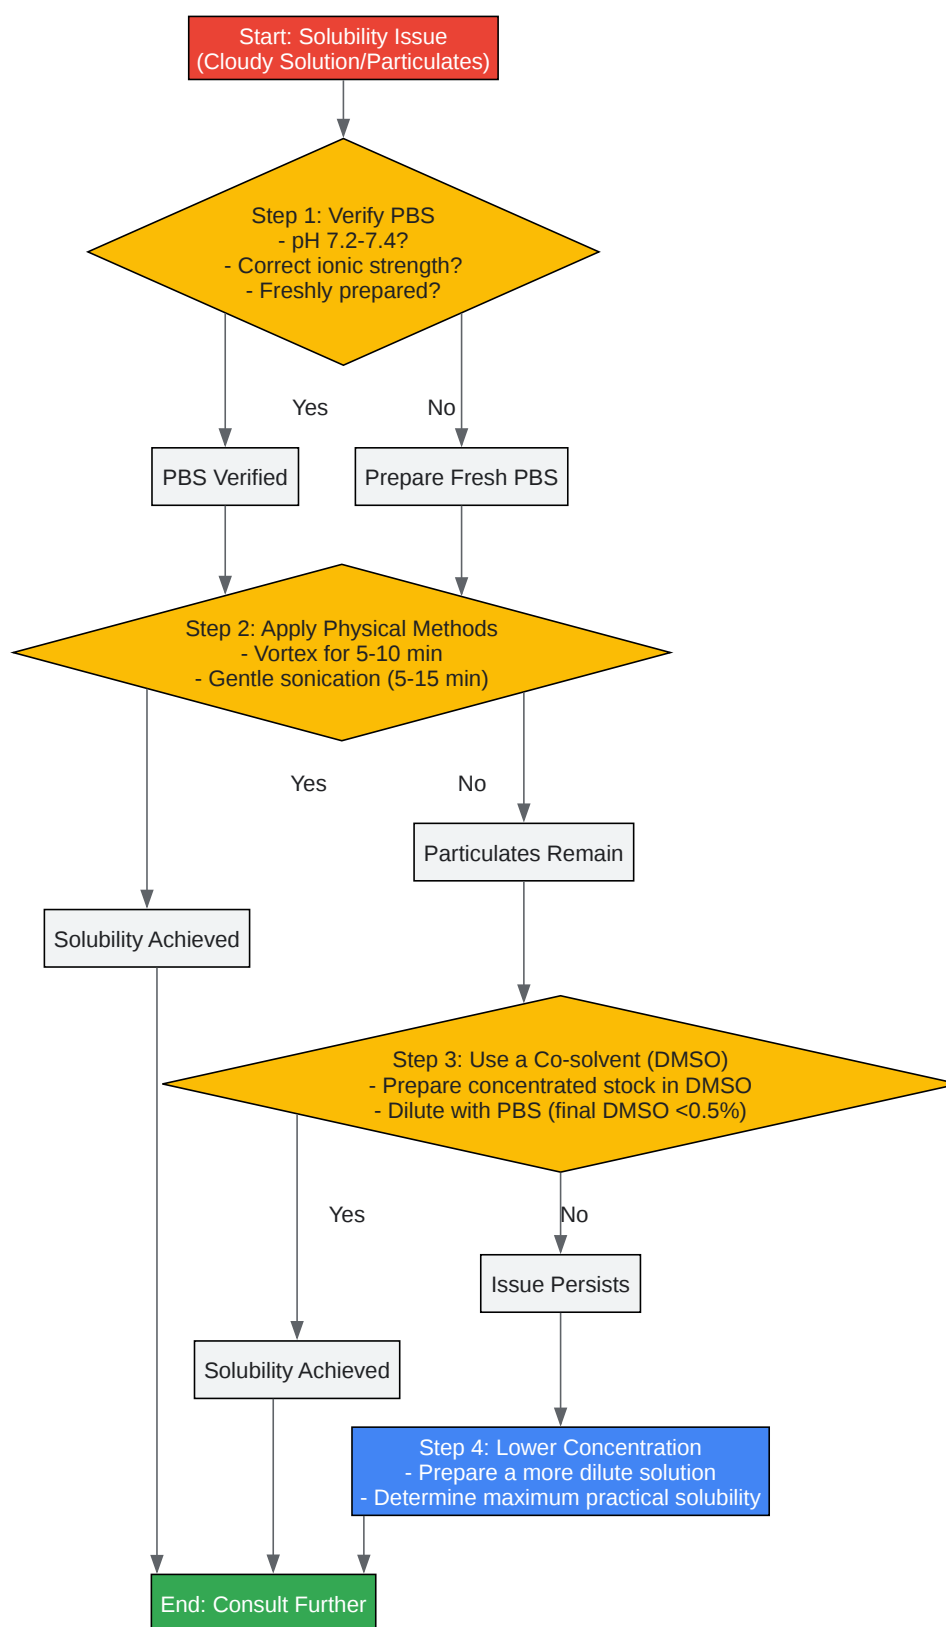 Start: Solubility Issue
(Cloudy Solution/Particulates)
Step 1: Verify PBS
- pH 7.2-7.4?
- Correct ionic strength?
- Freshly prepared?
Yes
No
PBS Verified
Prepare Fresh PBS
Step 2: Apply Physical Methods
- Vortex for 5-10 min
- Gentle sonication (5-15 min)
Yes
No
Particulates Remain
Solubility Achieved
Step 3: Use a Co-solvent (DMSO)
- Prepare concentrated stock in DMSO
- Dilute with PBS (final DMSO <0.5%)
Yes
No
Issue Persists
Solubility Achieved
Step 4: Lower Concentration
- Prepare a more dilute solution
- Determine maximum practical solubility
End: Consult Further